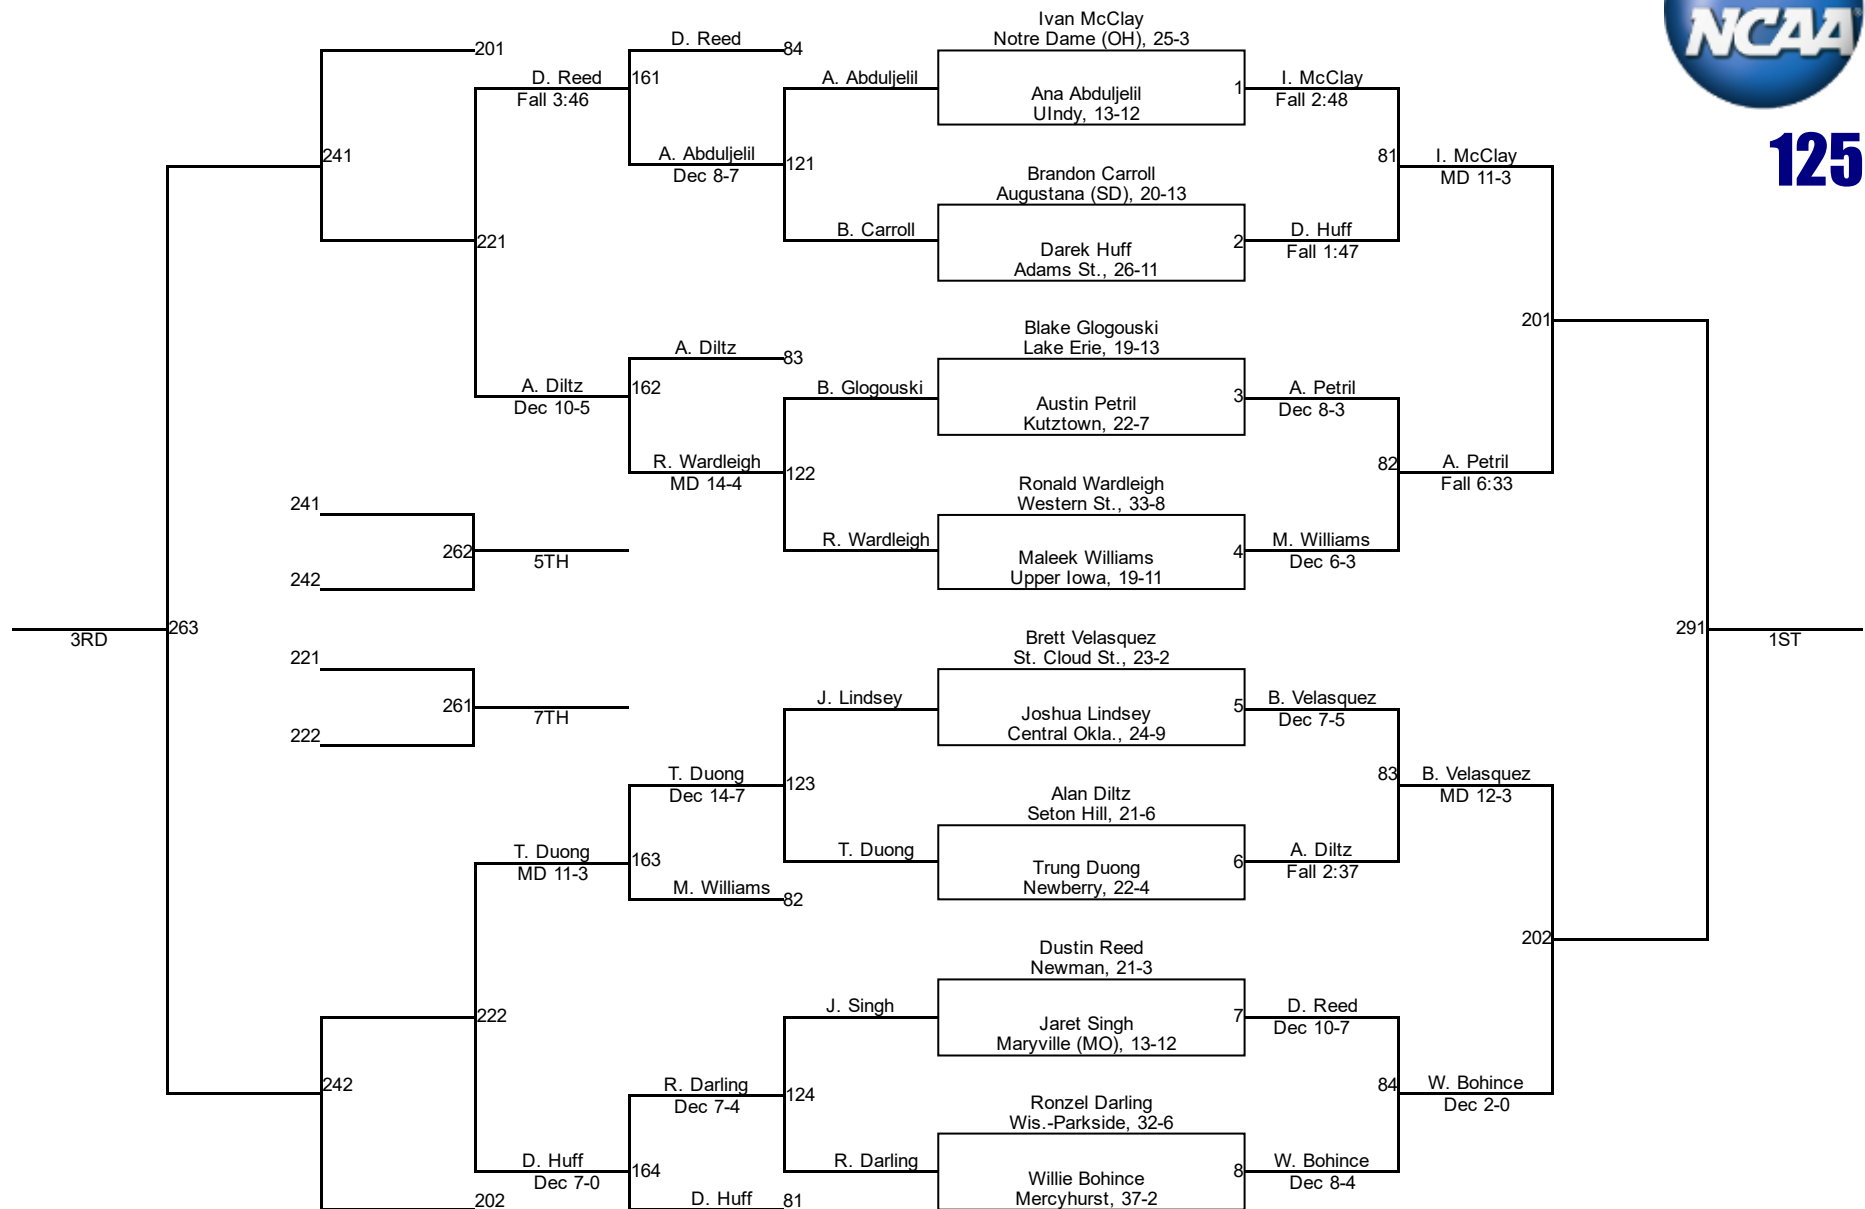 NCAA
125
Ivan McClay
Notre Dame (OH), 25-3
Ana Abduljelil
UIndy, 13-12
Brandon Carroll
Augustana (SD), 20-13
Darek Huff
Adams St., 26-11
Blake Glogouski
Lake Erie, 19-13
Austin Petril
Kutztown, 22-7
Ronald Wardleigh
Western St., 33-8
Maleek Williams
Upper Iowa, 19-11
Brett Velasquez
St. Cloud St., 23-2
Joshua Lindsey
Central Okla., 24-9
Alan Diltz
Seton Hill, 21-6
Trung Duong
Newberry, 22-4
Dustin Reed
Newman, 21-3
Jaret Singh
Maryville (MO), 13-12
Ronzel Darling
Wis.-Parkside, 32-6
Willie Bohince
Mercyhurst, 37-2
1
I. McClay
Fall 2:48
2
D. Huff
Fall 1:47
3
A. Petril
Dec 8-3
4
M. Williams
Dec 6-3
5
B. Velasquez
Dec 7-5
6
A. Diltz
Fall 2:37
7
D. Reed
Dec 10-7
8
W. Bohince
Dec 8-4
81
I. McClay
MD 11-3
82
A. Petril
Fall 6:33
83
B. Velasquez
MD 12-3
84
W. Bohince
Dec 2-0
201
202
291
1ST
A. Abduljelil
B. Carroll
B. Glogouski
R. Wardleigh
J. Lindsey
T. Duong
J. Singh
R. Darling
D. Reed
84
121
A. Abduljelil
Dec 8-7
A. Diltz
83
122
R. Wardleigh
MD 14-4
123
T. Duong
Dec 14-7
M. Williams
82
124
R. Darling
Dec 7-4
D. Huff
81
161
D. Reed
Fall 3:46
162
A. Diltz
Dec 10-5
163
T. Duong
MD 11-3
164
D. Huff
Dec 7-0
201
221
222
202
241
242
263
3RD
241
242
262
5TH
221
222
261
7TH